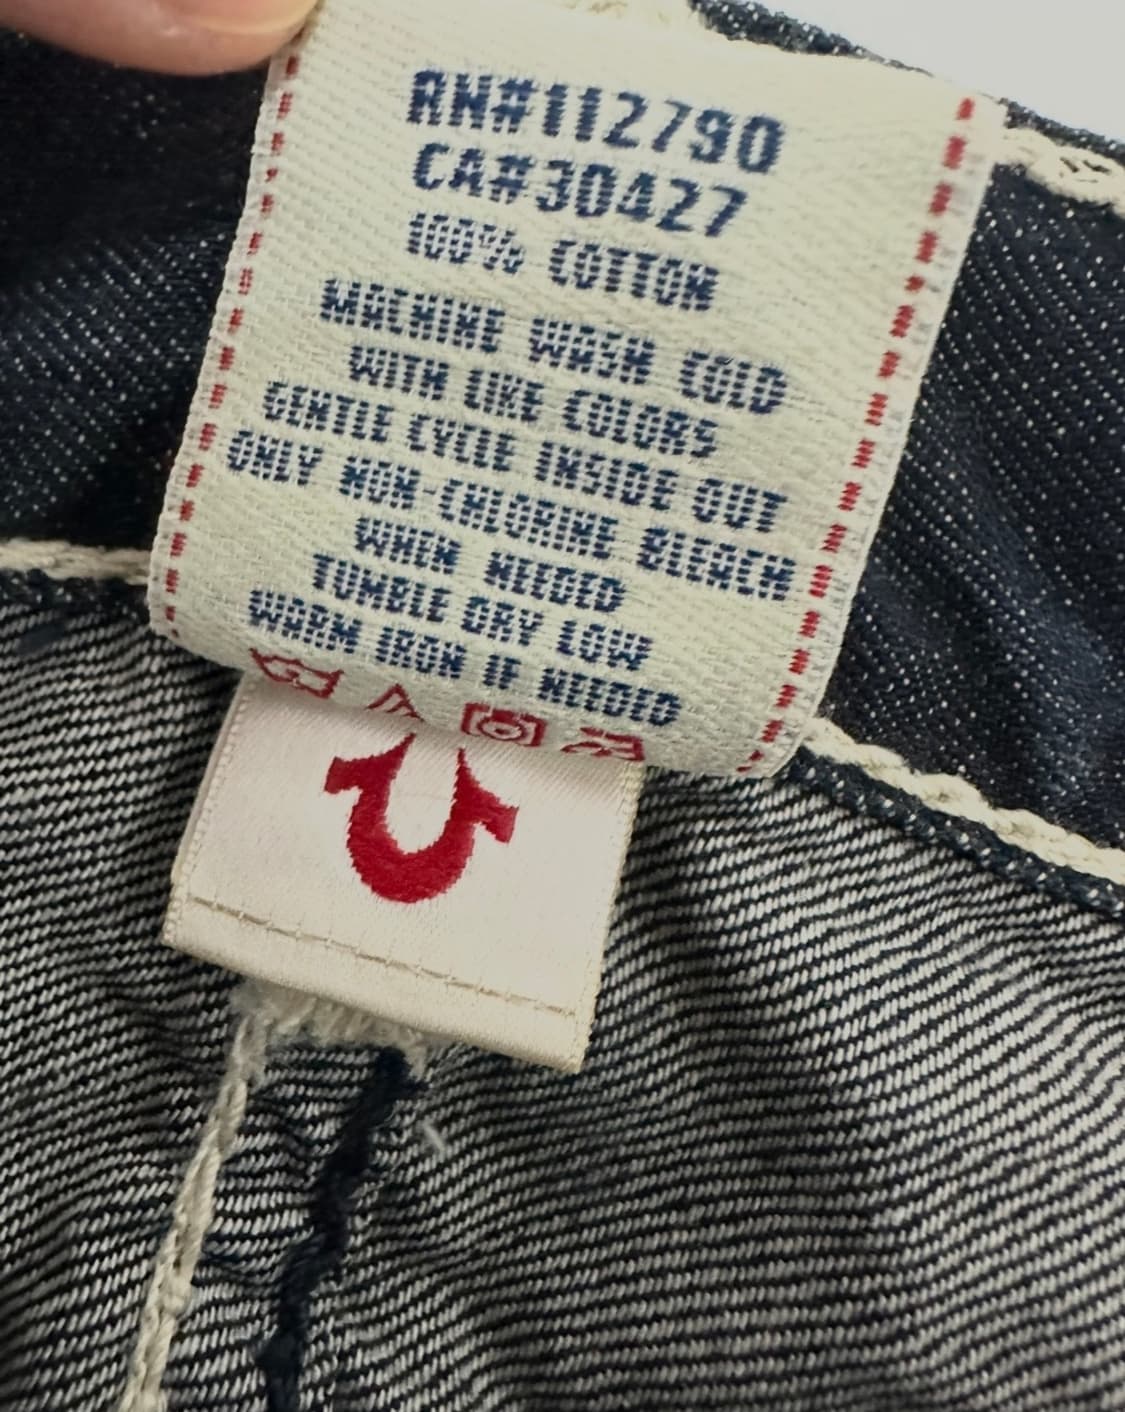 RN#112790
CA#30427
100% COTTON
MACHINE WASH COLD
WITH LIKE COLORS
GENTLE CYCLE INSIDE OUT
ONLY NON-CHLORINE BLEACH
WHEN NEEDED
TUMBLE DRY LOW
WARM IRON IF NEEDED